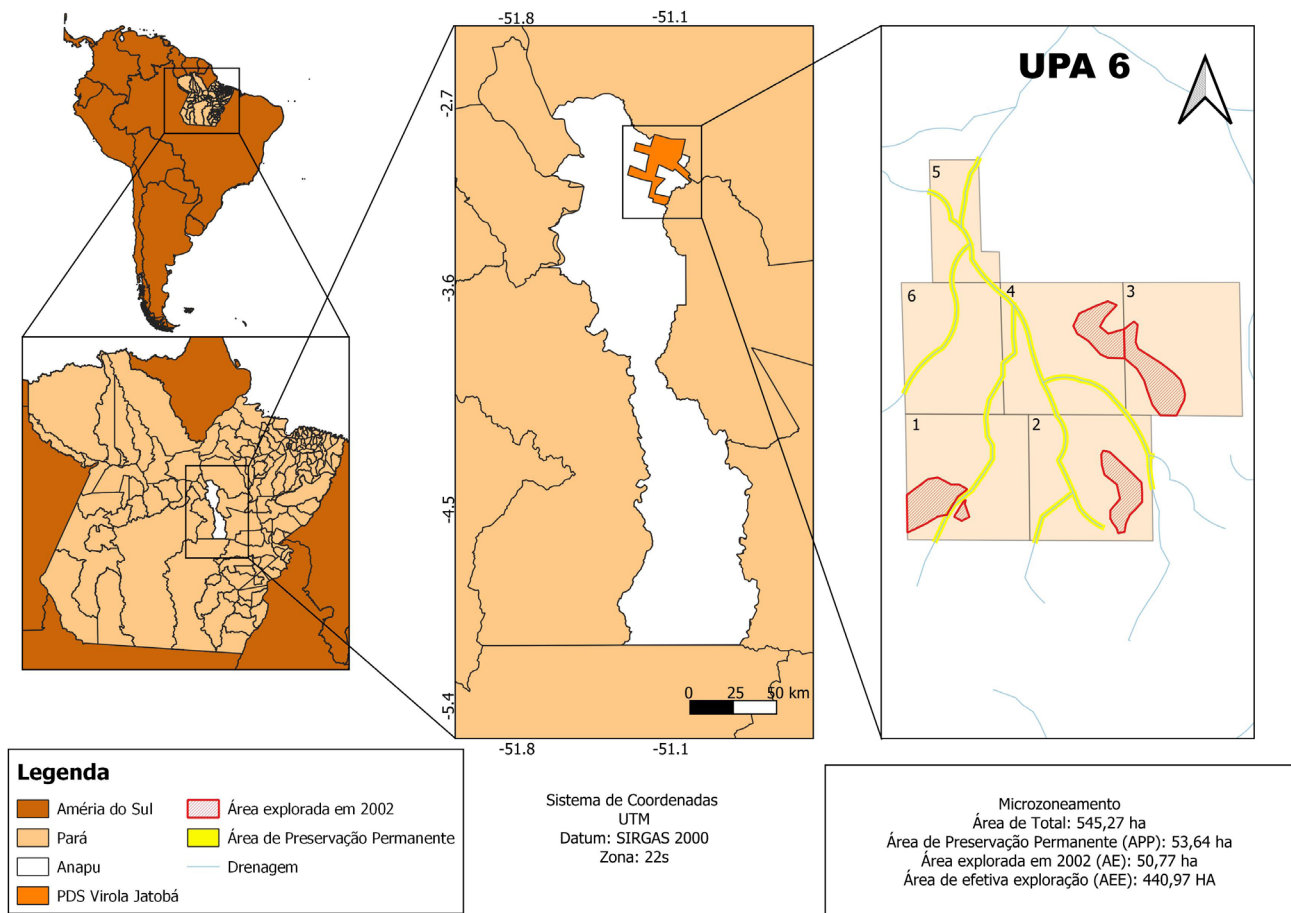 -51.8
-51.1
-2.7
-3.6
-4.5
-5.4
0 25 50 km
-51.8
-51.1
UPA 6
5
6
4
3
1
2
Legenda
Améria do Sul
Pará
Anapu
PDS Virola Jatobá
Área explorada em 2002
Área de Preservação Permanente
Drenagem
Sistema de Coordenadas
UTM
Datum: SIRGAS 2000
Zona: 22s
Microzoneamento
Área de Total: 545,27 ha
Área de Preservação Permanente (APP): 53,64 ha
Área explorada em 2002 (AE): 50,77 ha
Área de efetiva exploração (AEE): 440,97 HA